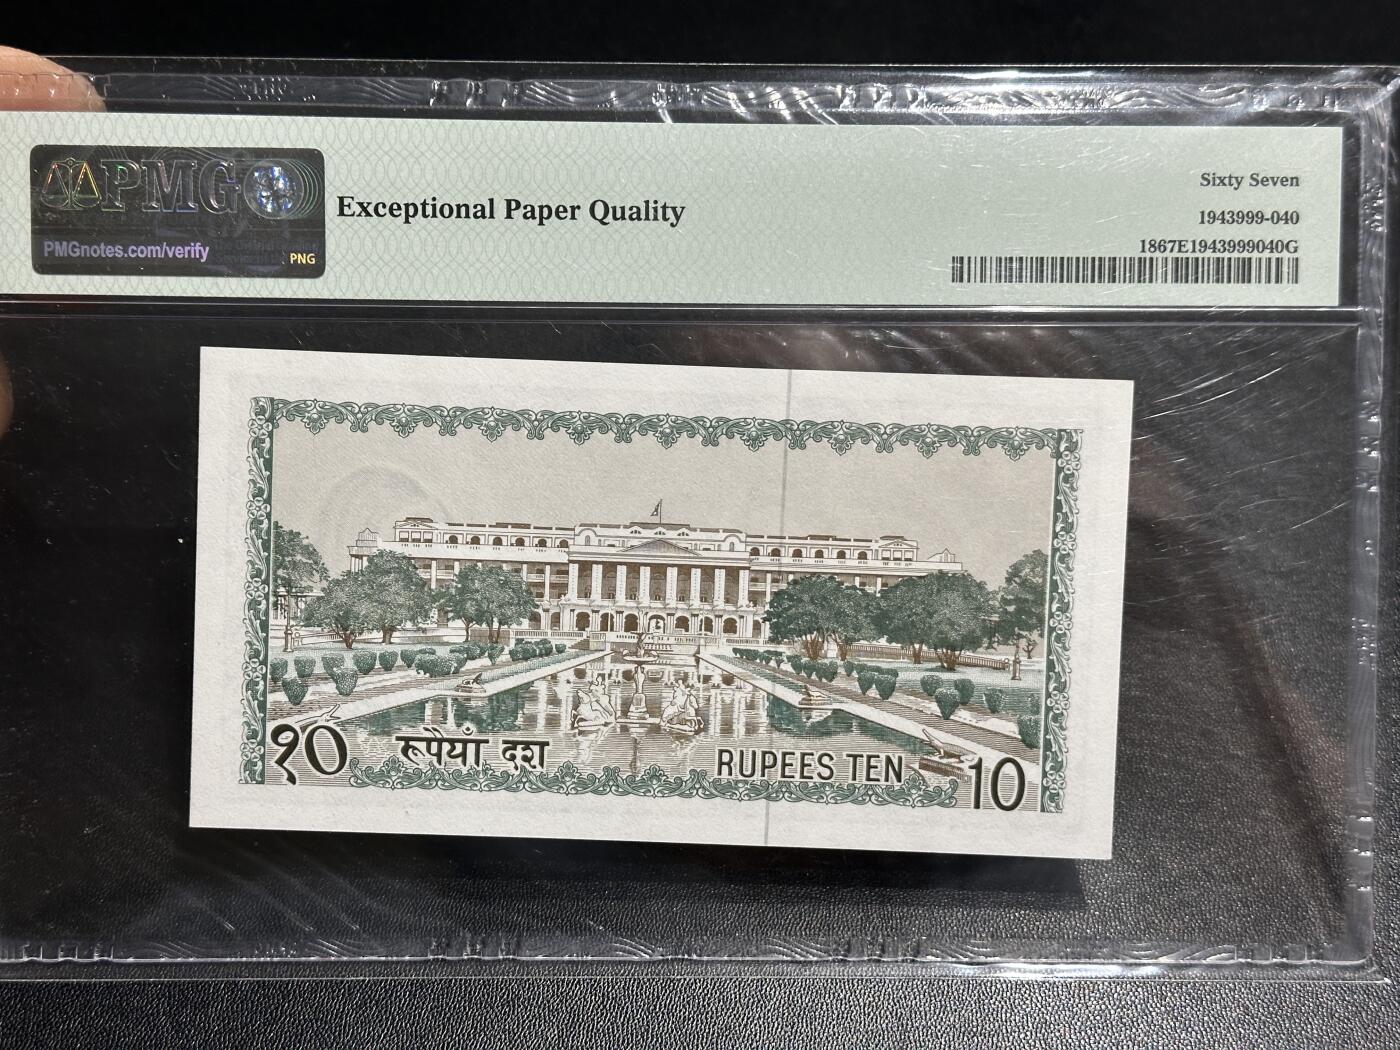 PMG
PMGnotes.com/verify
PNG
Exceptional Paper Quality
Sixty Seven
1943999-040
1867E1943999040G
१० रूपैयाँ दश
RUPEES TEN 10